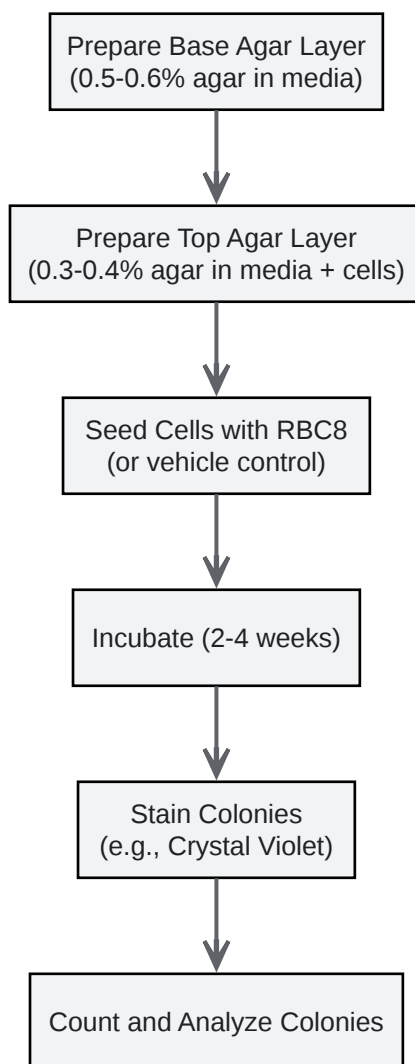 Prepare Base Agar Layer
(0.5-0.6% agar in media)
Prepare Top Agar Layer
(0.3-0.4% agar in media + cells)
Seed Cells with RBC8
(or vehicle control)
Incubate (2-4 weeks)
Stain Colonies
(e.g., Crystal Violet)
Count and Analyze Colonies